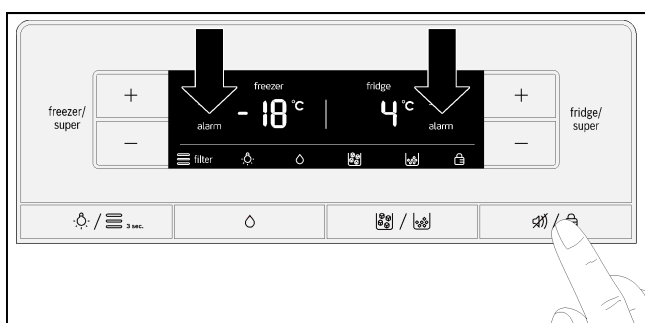 freezer/
super
+
−
freezer
alarm
- 18 °C
fridge
4 °C
alarm
filter
+
−
fridge/
super
/ 3 sec.
/
/